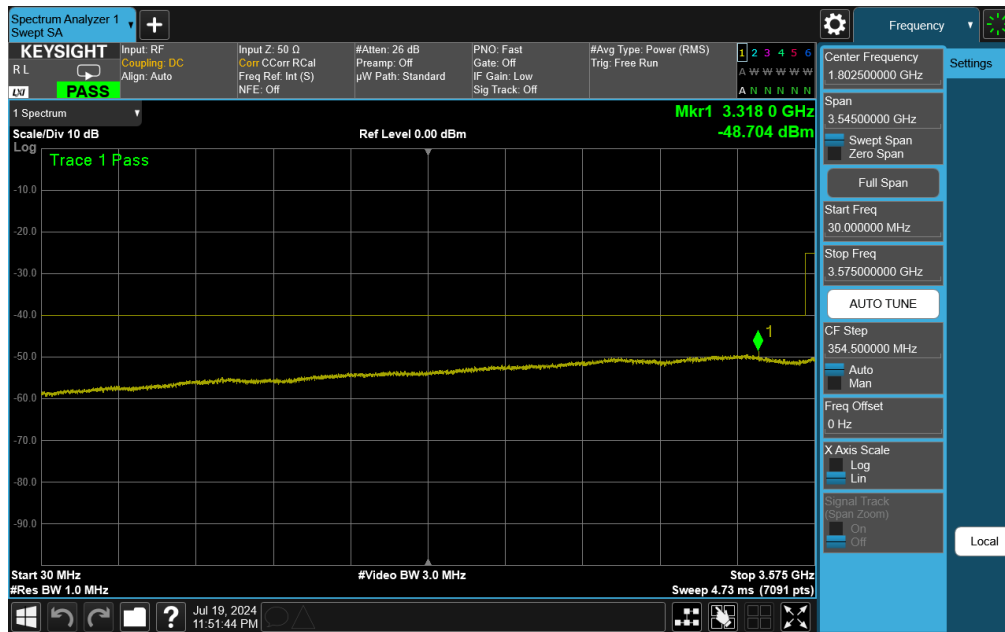 Spectrum Analyzer 1
Swept SA
Frequency
KEYSIGHT
R L
LXI
PASS
Input: RF
Coupling: DC
Align: Auto
Input Z: 50 Ω
Corr CCorr RCal
Freq Ref: Int (S)
NFE: Off
#Atten: 26 dB
Preamp: Off
µW Path: Standard
PNO: Fast
Gate: Off
IF Gain: Low
Sig Track: Off
#Avg Type: Power (RMS)
Trig: Free Run
1 2 3 4 5 6
A W W W W W
A N N N N N
1 Spectrum
Mkr1 3.318 0 GHz
-48.704 dBm
Scale/Div 10 dB
Ref Level 0.00 dBm
Log
Trace 1 Pass
-10.0
-20.0
-30.0
-40.0
1
-50.0
-60.0
-70.0
-80.0
-90.0
Start 30 MHz
#Video BW 3.0 MHz
Stop 3.575 GHz
#Res BW 1.0 MHz
Sweep 4.73 ms (7091 pts)
Center Frequency
1.802500000 GHz
Settings
Span
3.54500000 GHz
Swept Span
Zero Span
Full Span
Start Freq
30.000000 MHz
Stop Freq
3.575000000 GHz
AUTO TUNE
CF Step
354.500000 MHz
Auto
Man
Freq Offset
0 Hz
X Axis Scale
Log
Lin
Signal Track
(Span Zoom)
On
Off
Local
?
Jul 19, 2024
11:51:44 PM